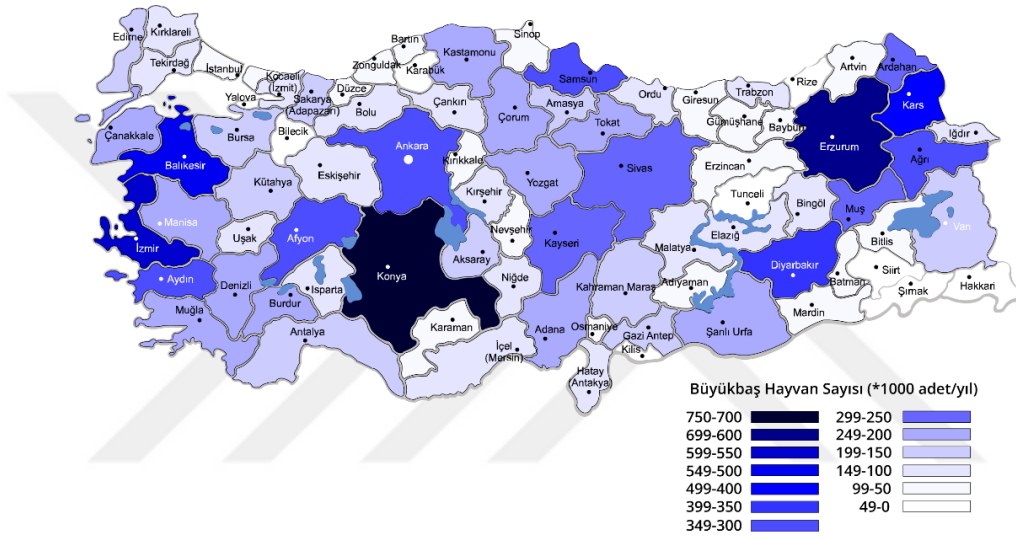 Edirne
Kırklareli
Tekirdağ
İstanbul
Kocaeli
(İzmit)
Yalova
Sakarya
(Adapazarı)
Düzce
Bolu
Zonguldak
Bartın
Karabük
Kastamonu
Sinop
Samsun
Çankırı
Çorum
Amasya
Tokat
Ordu
Giresun
Trabzon
Gümüşhane
Bayburt
Rize
Artvin
Ardahan
Kars
Iğdır
Erzurum
Ağrı
Çanakkale
Balıkesir
Bursa
Bilecik
Eskişehir
Kütahya
Ankara
Kırıkkale
Kırşehir
Yozgat
Sivas
Erzincan
Tunceli
Bingöl
Muş
Bitlis
Van
Manisa
İzmir
Uşak
Afyon
Konya
Aksaray
Nevşehir
Kayseri
Malatya
Elazığ
Diyarbakır
Batman
Siirt
Şırnak
Hakkari
Aydın
Denizli
Muğla
Burdur
Isparta
Antalya
Karaman
Niğde
İçel
(Mersin)
Adana
Osmaniye
Kahraman Maraş
Adıyaman
Gazi Antep
Kilis
Hatay
(Antakya)
Şanlı Urfa
Mardin
Büyükbaş Hayvan Sayısı (*1000 adet/yıl)
750-700
699-600
599-550
549-500
499-400
399-350
349-300
299-250
249-200
199-150
149-100
99-50
49-0